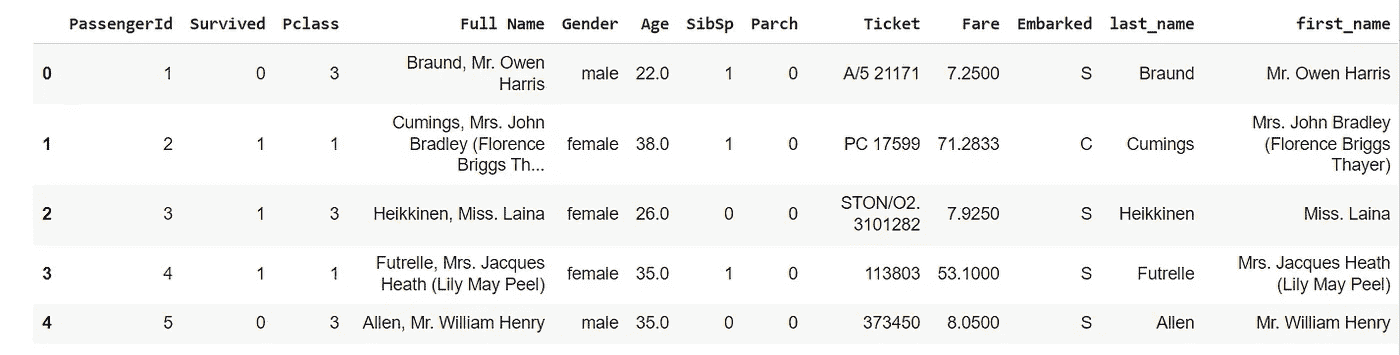 PassengerId Survived Pclass Full Name Gender Age SibSp Parch Ticket Fare Embarked last_name first_name
0 1 0 3 Braund, Mr. Owen Harris male 22.0 1 0 A/5 21171 7.2500 S Braund Mr. Owen Harris
1 2 1 1 Cumings, Mrs. John Bradley (Florence Briggs Th... female 38.0 1 0 PC 17599 71.2833 C Cumings Mrs. John Bradley (Florence Briggs Thayer)
2 3 1 3 Heikkinen, Miss. Laina female 26.0 0 0 STON/O2. 3101282 7.9250 S Heikkinen Miss. Laina
3 4 1 1 Futrelle, Mrs. Jacques Heath (Lily May Peel) female 35.0 1 0 113803 53.1000 S Futrelle Mrs. Jacques Heath (Lily May Peel)
4 5 0 3 Allen, Mr. William Henry male 35.0 0 0 373450 8.0500 S Allen Mr. William Henry